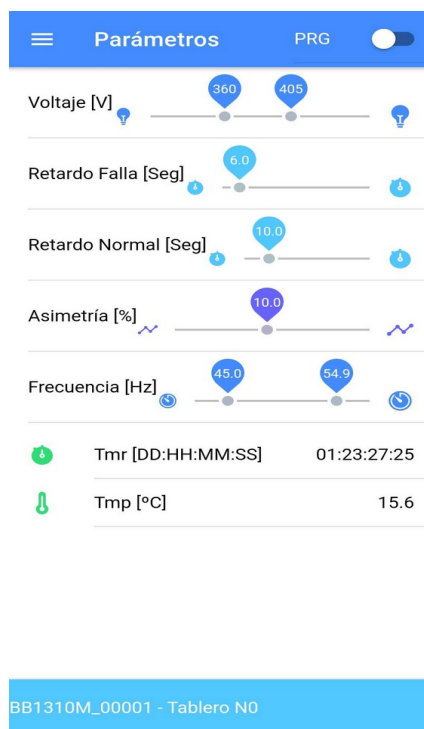 Parámetros PRG
360 405
Voltaje [V]
6.0
Retardo Falla [Seg]
10.0
Retardo Normal [Seg]
10.0
Asimetría [%]
45.0 54.9
Frecuencia [Hz]
Tmr [DD:HH:MM:SS] 01:23:27:25
Tmp [ºC] 15.6
BB1310M_00001 - Tablero N0